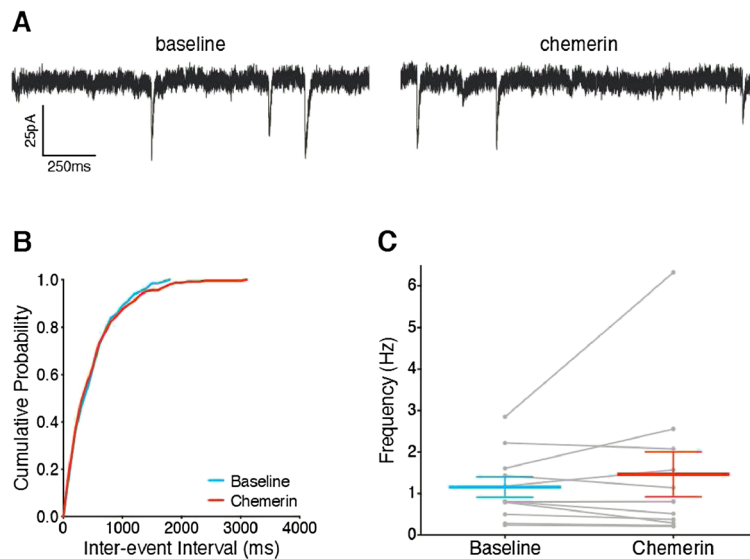 A
baseline
chemerin
25pA
250ms
B
1.0
0.8
0.6
0.4
0.2
0.0
Cumulative Probability
Baseline
Chemerin
0 1000 2000 3000 4000
Inter-event Interval (ms)
C
6
5
4
3
2
1
0
Frequency (Hz)
Baseline Chemerin